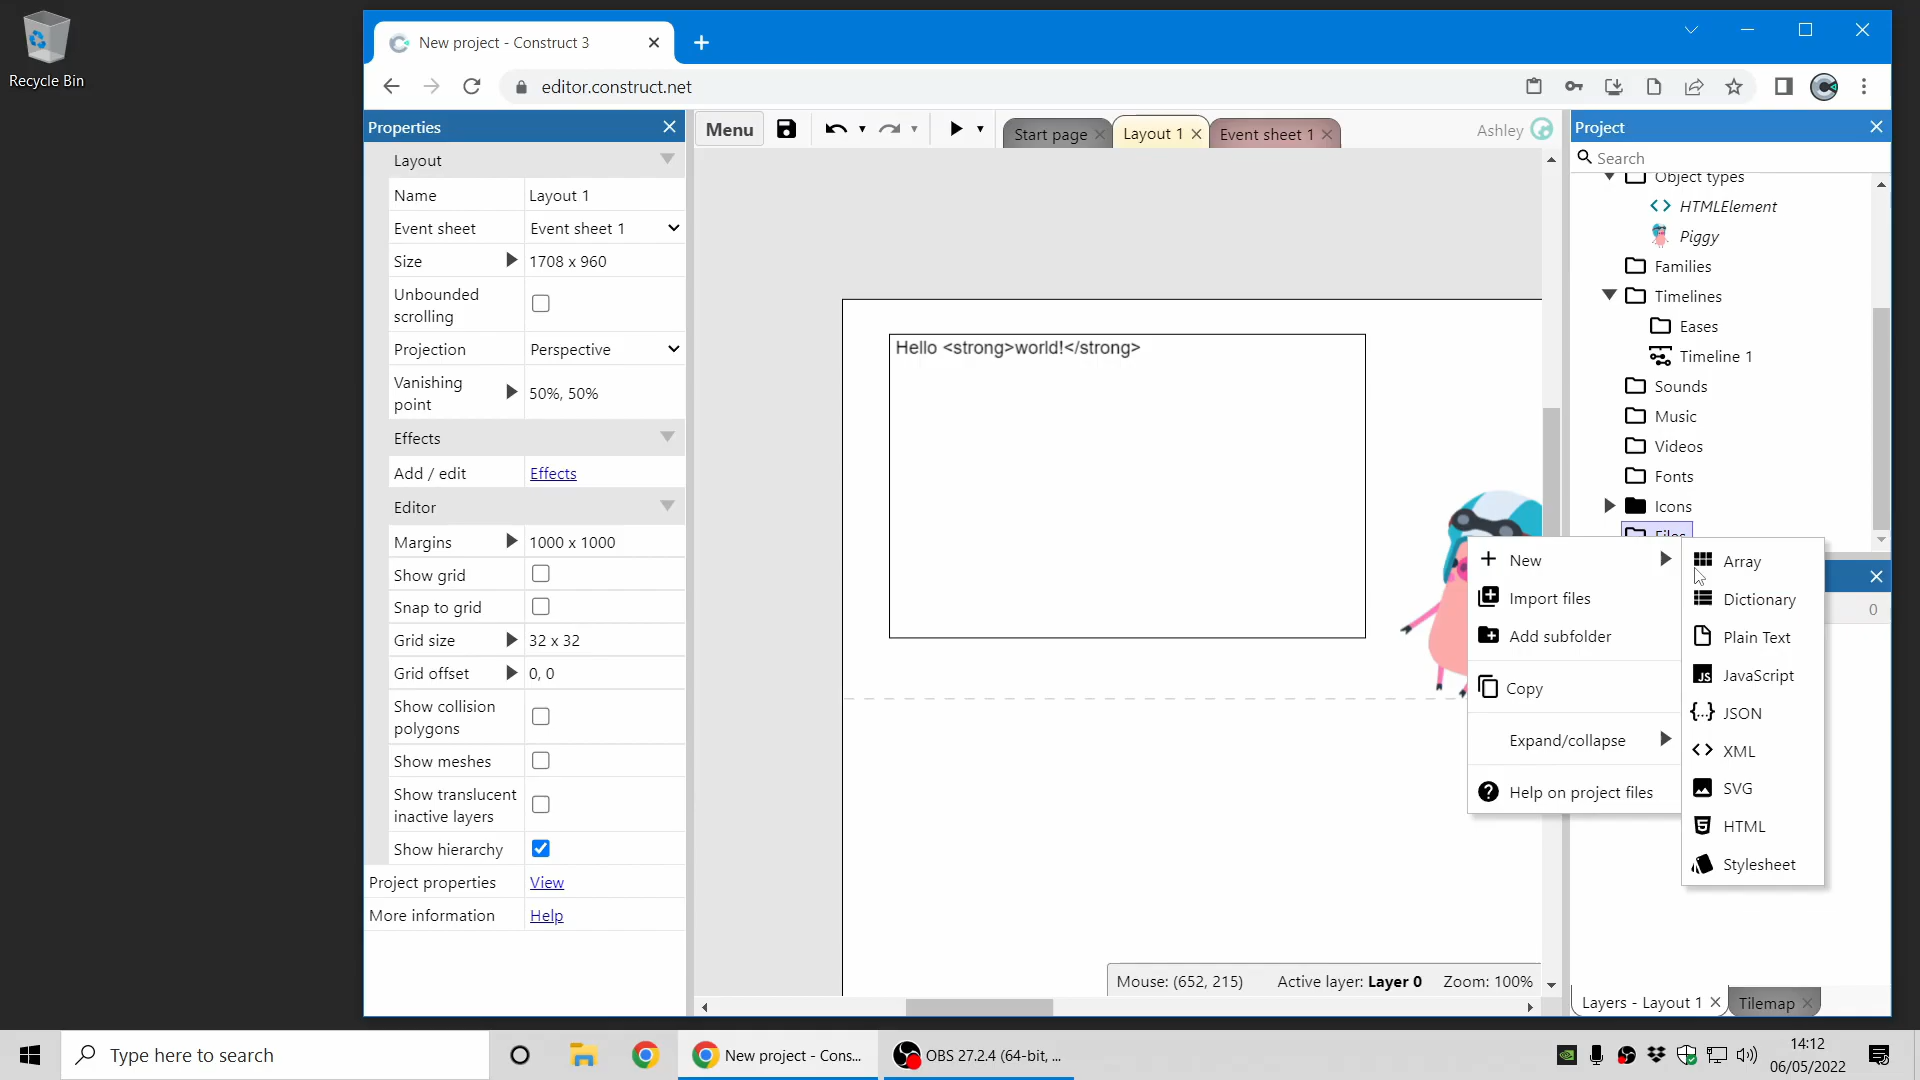 Recycle Bin
New project - Construct 3
editor.construct.net
Properties
Layout
Name Layout 1
Event sheet Event sheet 1
Size 1708 x 960
Unbounded scrolling
Projection Perspective
Vanishing point 50%, 50%
Effects
Add / edit Effects
Editor
Margins 1000 x 1000
Show grid
Snap to grid
Grid size 32 x 32
Grid offset 0, 0
Show collision polygons
Show meshes
Show translucent inactive layers
Show hierarchy
Project properties View
More information Help
Menu
Start page
Layout 1
Event sheet 1
Ashley
Hello <strong>world!</strong>
Mouse: (652, 215) Active layer: Layer 0 Zoom: 100%
Project
Search
Object types
HTMLElement
Piggy
Families
Timelines
Eases
Timeline 1
Sounds
Music
Videos
Fonts
Icons
Files
New
Import files
Add subfolder
Copy
Expand/collapse
Help on project files
Array
Dictionary
Plain Text
JS JavaScript
{...} JSON
XML
SVG
HTML
Stylesheet
0
Layers - Layout 1
Tilemap
Type here to search
New project - Cons...
OBS 27.2.4 (64-bit, ...
14:12
06/05/2022